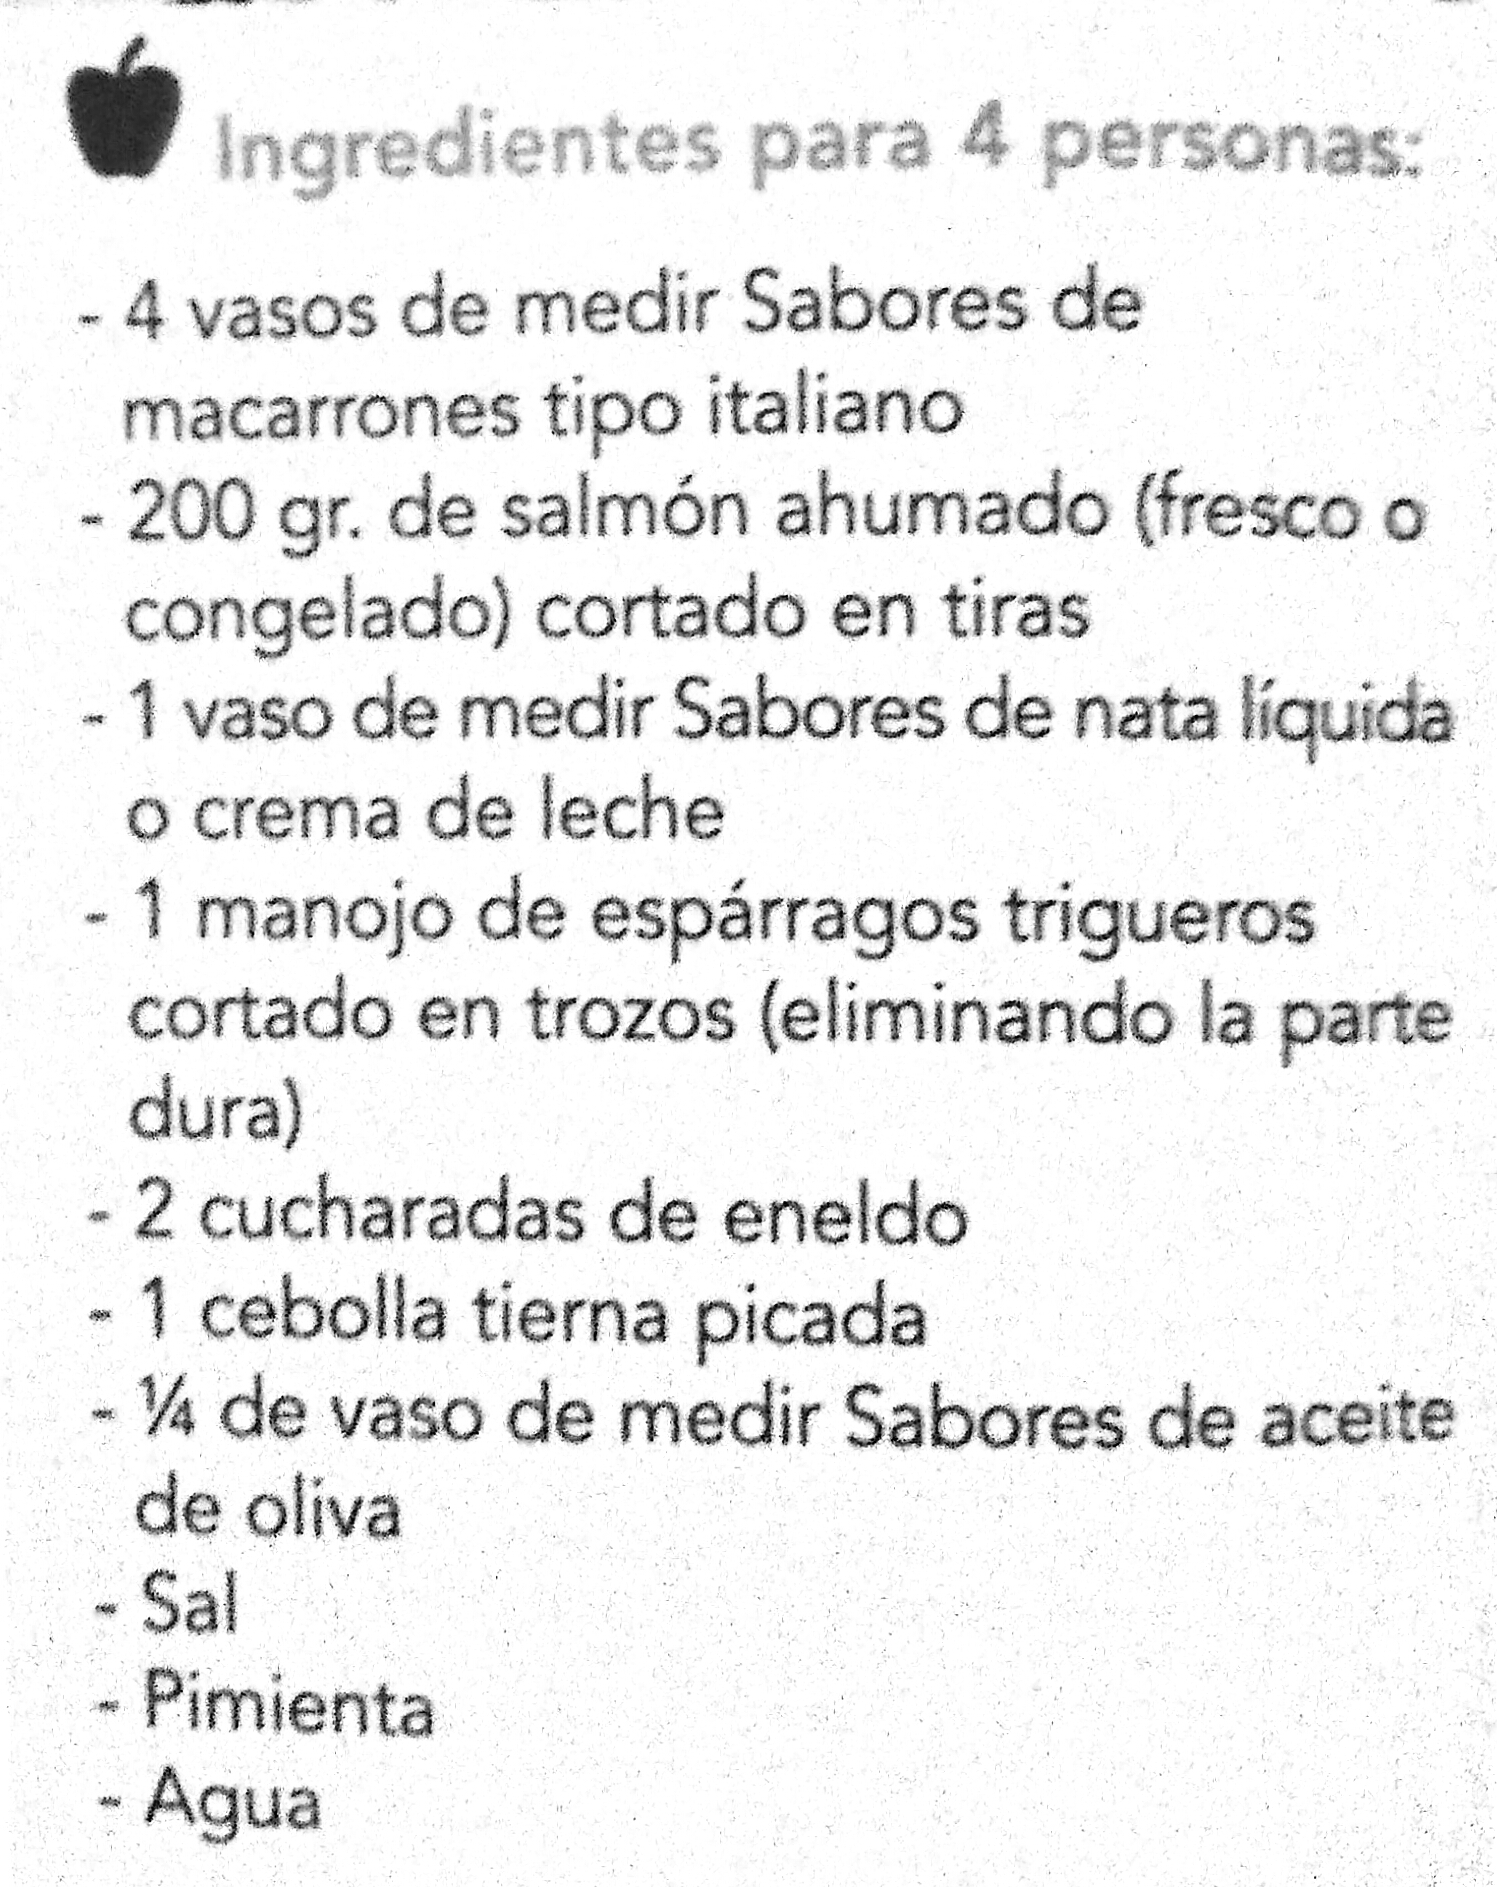 Ingredientes para 4 personas:
- 4 vasos de medir Sabores de
macarrones tipo italiano
- 200 gr. de salmón ahumado (fresco o
congelado) cortado en tiras
- 1 vaso de medir Sabores de nata líquida
o crema de leche
- 1 manojo de espárragos trigueros
cortado en trozos (eliminando la parte
dura)
- 2 cucharadas de eneldo
- 1 cebolla tierna picada
- ¼ de vaso de medir Sabores de aceite
de oliva
- Sal
- Pimienta
- Agua